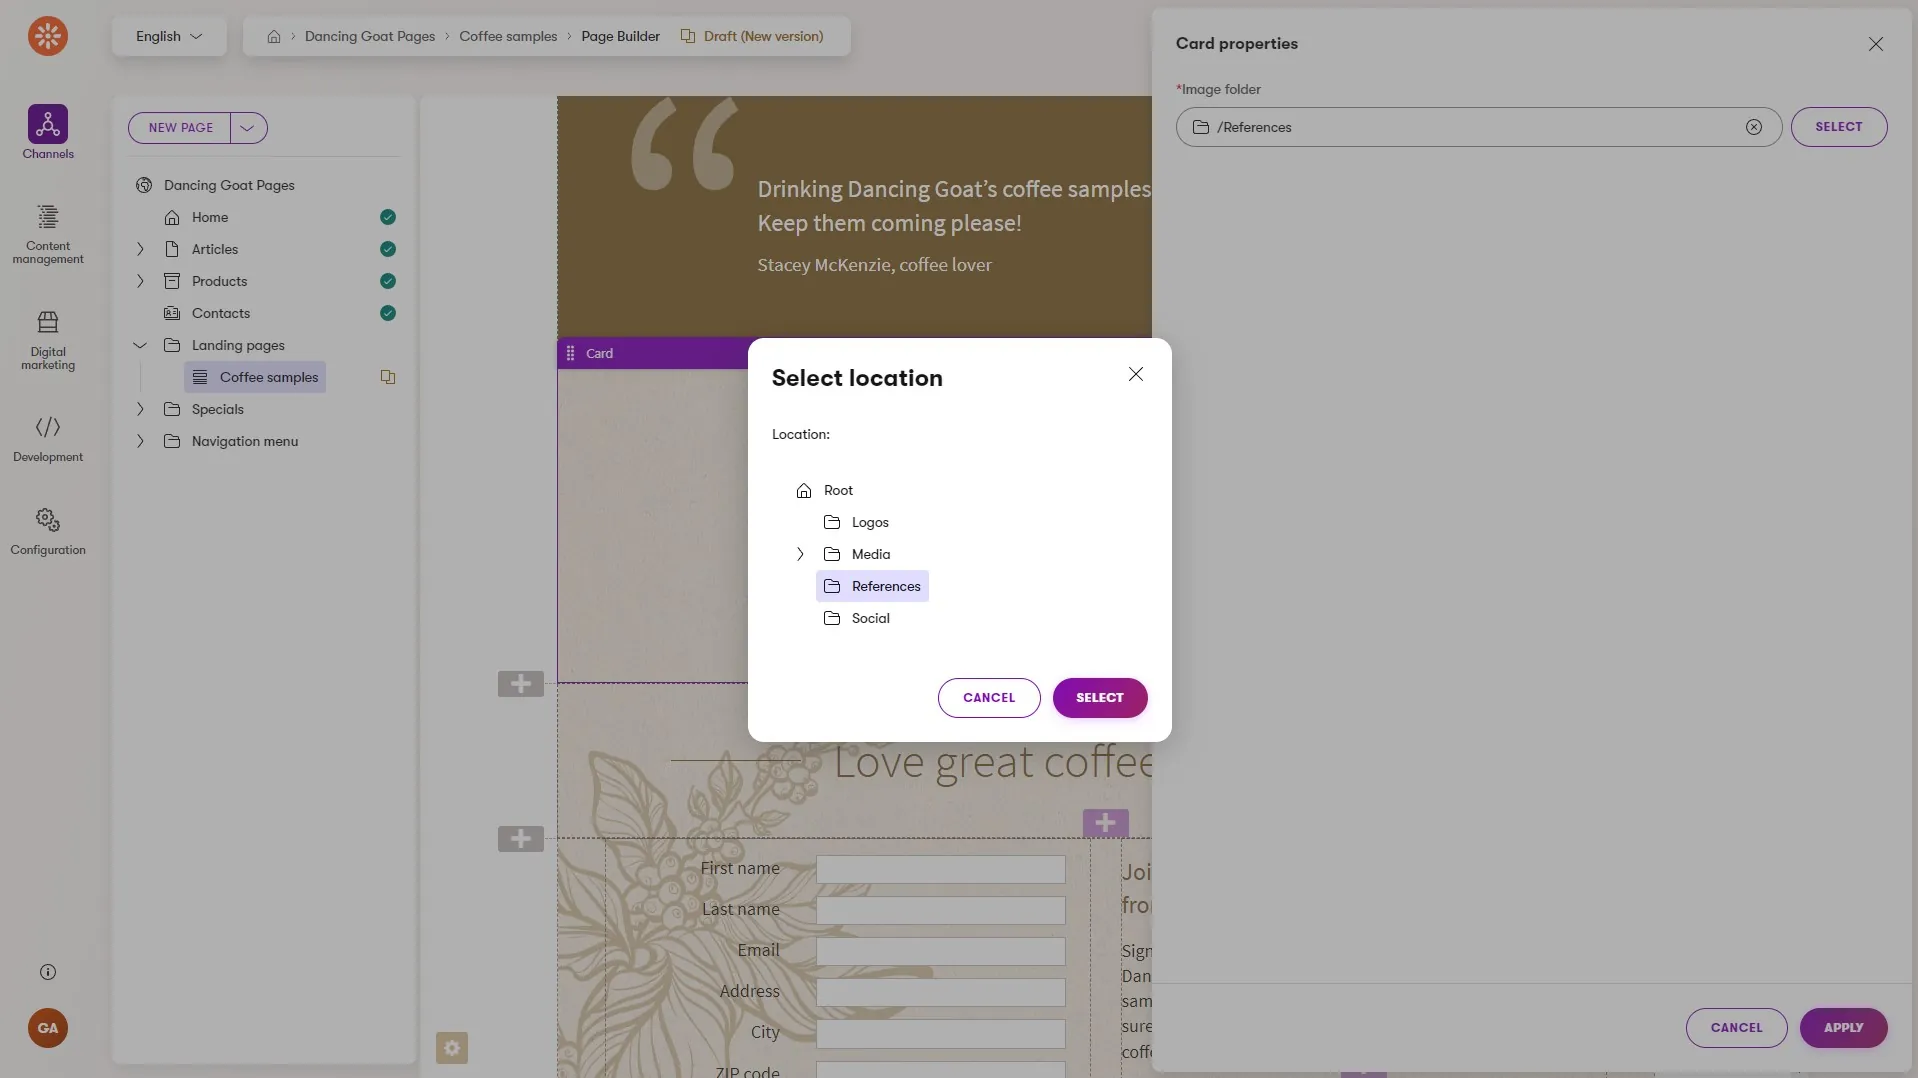 English
Dancing Goat Pages
Coffee samples
Page Builder
Draft (New version)
Channels
Content
management
Digital
marketing
Development
Configuration
GA
NEW PAGE
Dancing Goat Pages
Home
Articles
Products
Contacts
Landing pages
Coffee samples
Specials
Navigation menu
Drinking Dancing Goat’s coffee samples
Keep them coming please!
Stacey McKenzie, coffee lover
Card
Select location
Location:
Root
Logos
Media
References
Social
CANCEL
SELECT
Love great coffee
First name
Last name
Email
Address
City
ZIP code
Joi
from
Sign
Dan
sam
sure
coffe
Card properties
*Image folder
/References
SELECT
CANCEL
APPLY